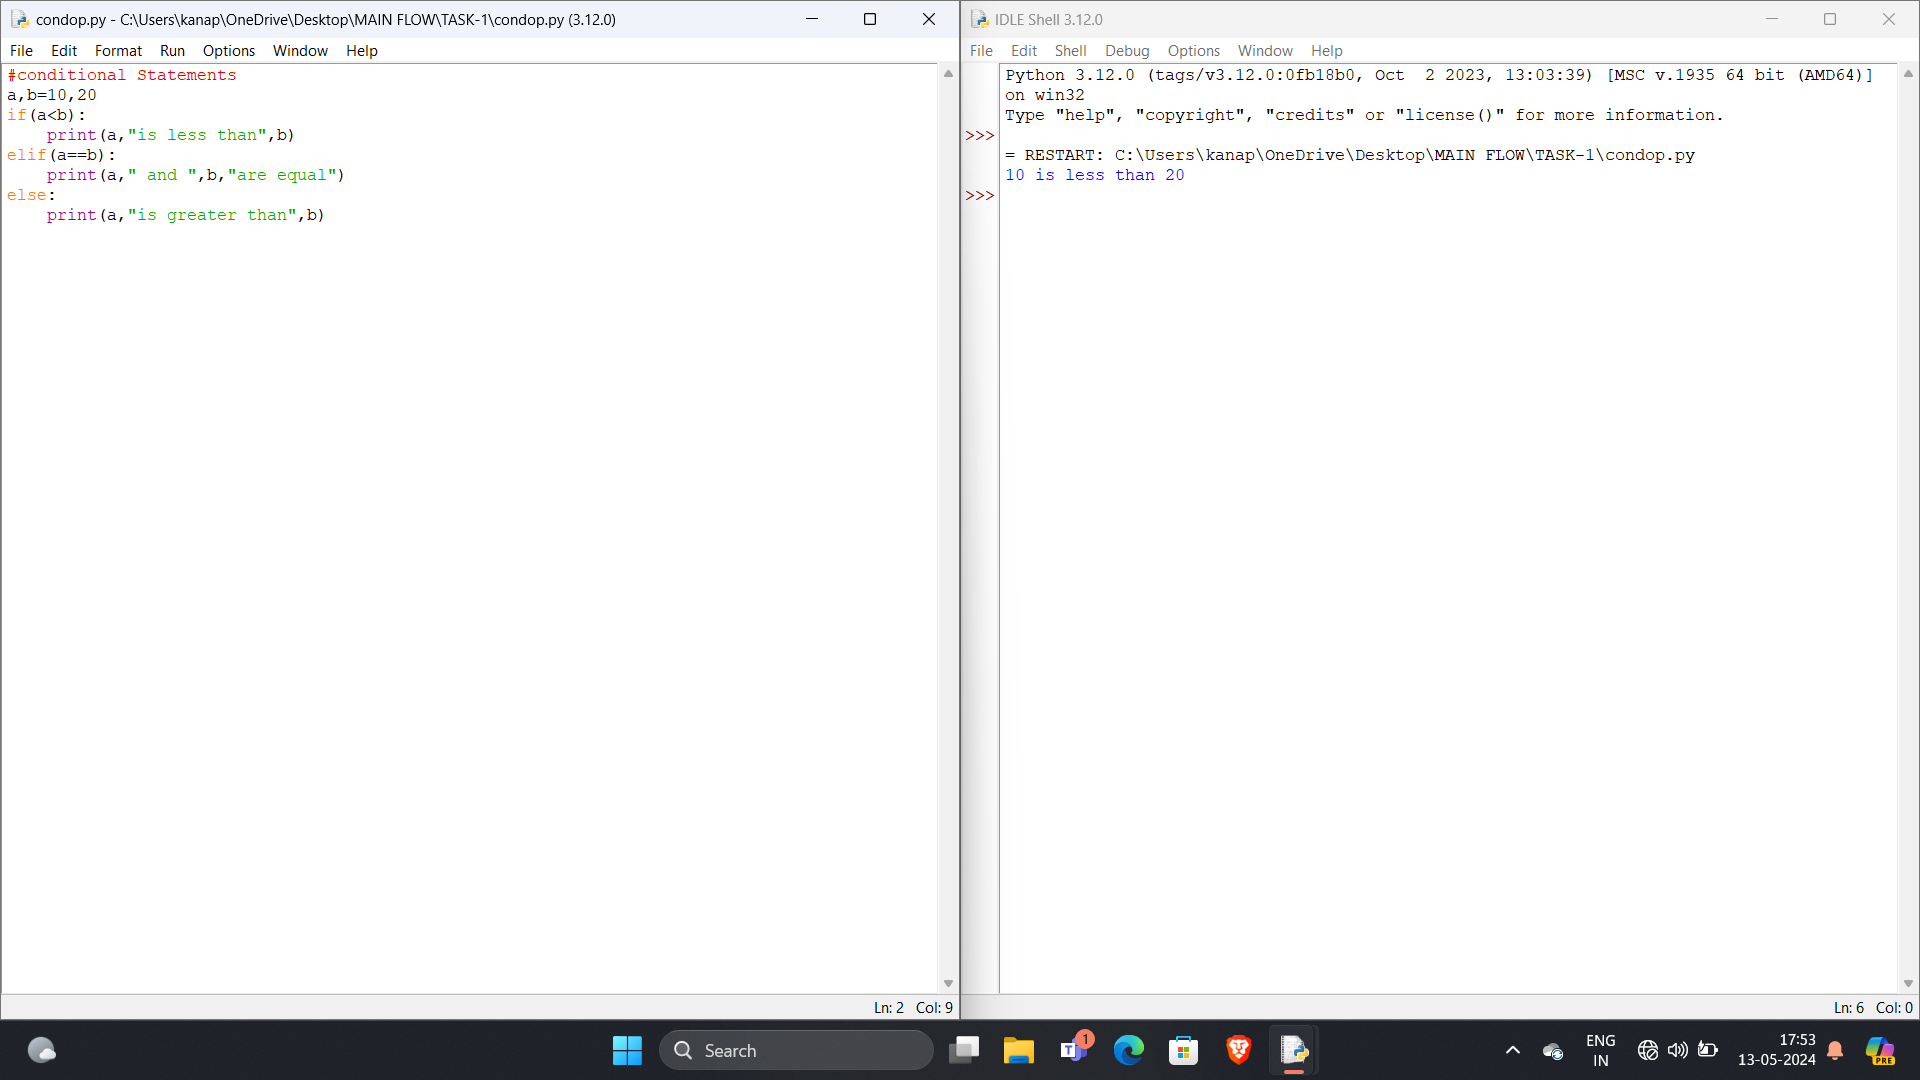 condop.py - C:\Users\kanap\OneDrive\Desktop\MAIN FLOW\TASK-1\condop.py (3.12.0)
File Edit Format Run Options Window Help
#conditional Statements
a,b=10,20
if(a<b):
    print(a,"is less than",b)
elif(a==b):
    print(a," and ",b,"are equal")
else:
    print(a,"is greater than",b)
Ln: 2 Col: 9
IDLE Shell 3.12.0
File Edit Shell Debug Options Window Help
Python 3.12.0 (tags/v3.12.0:0fb18b0, Oct  2 2023, 13:03:39) [MSC v.1935 64 bit (AMD64)]
on win32
Type "help", "copyright", "credits" or "license()" for more information.
>>>
= RESTART: C:\Users\kanap\OneDrive\Desktop\MAIN FLOW\TASK-1\condop.py
10 is less than 20
>>>
Ln: 6 Col: 0
Search
T
1
ENG
IN
17:53
13-05-2024
PRE